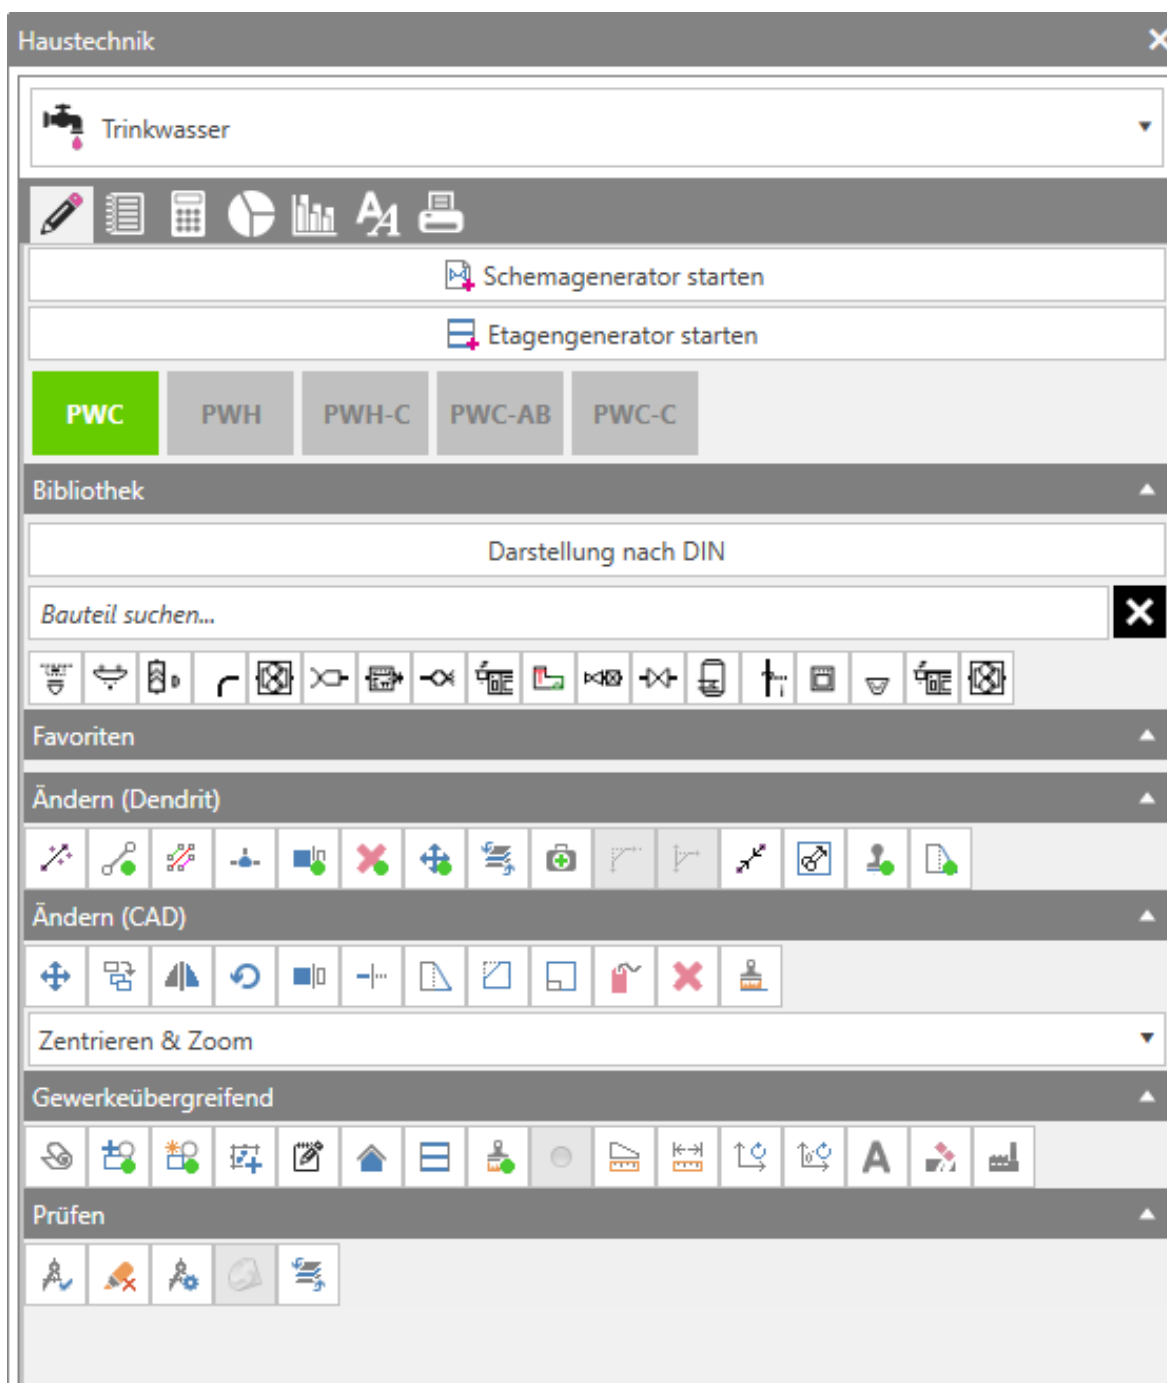 Haustechnik
Trinkwasser
Schemagenerator starten
Etagengenerator starten
PWC PWH PWH-C PWC-AB PWC-C
Bibliothek
Darstellung nach DIN
Bauteil suchen...
Favoriten
Ändern (Dendrit)
Ändern (CAD)
Zentrieren & Zoom
Gewerkeübergreifend
Prüfen